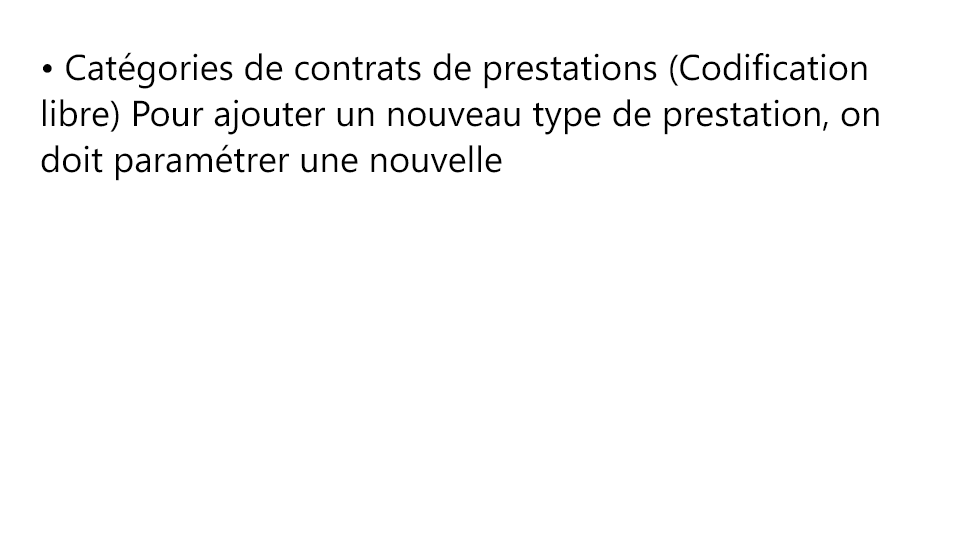 • Catégories de contrats de prestations (Codification
libre) Pour ajouter un nouveau type de prestation, on
doit paramétrer une nouvelle